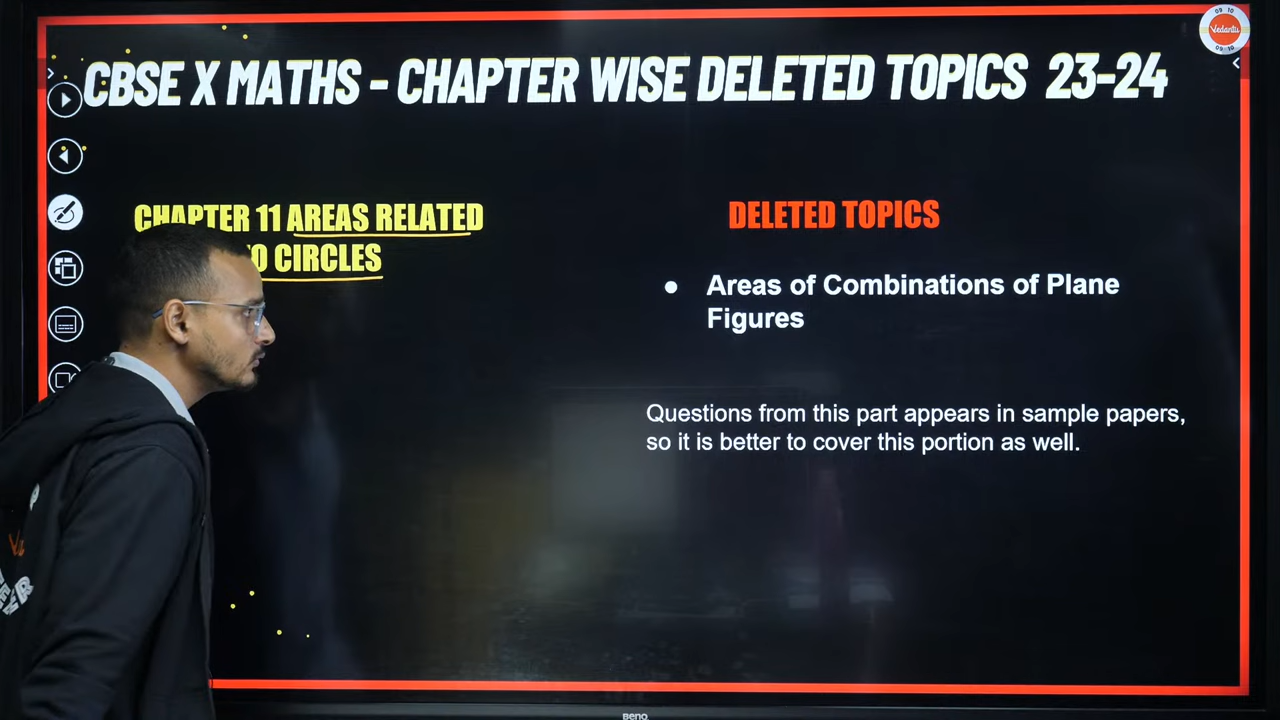 CBSE X MATHS - CHAPTER WISE DELETED TOPICS 23-24
Vedantu
CHAPTER 11 AREAS RELATED
CIRCLES
DELETED TOPICS
• Areas of Combinations of Plane
Figures
Questions from this part appears in sample papers,
so it is better to cover this portion as well.
BenQ